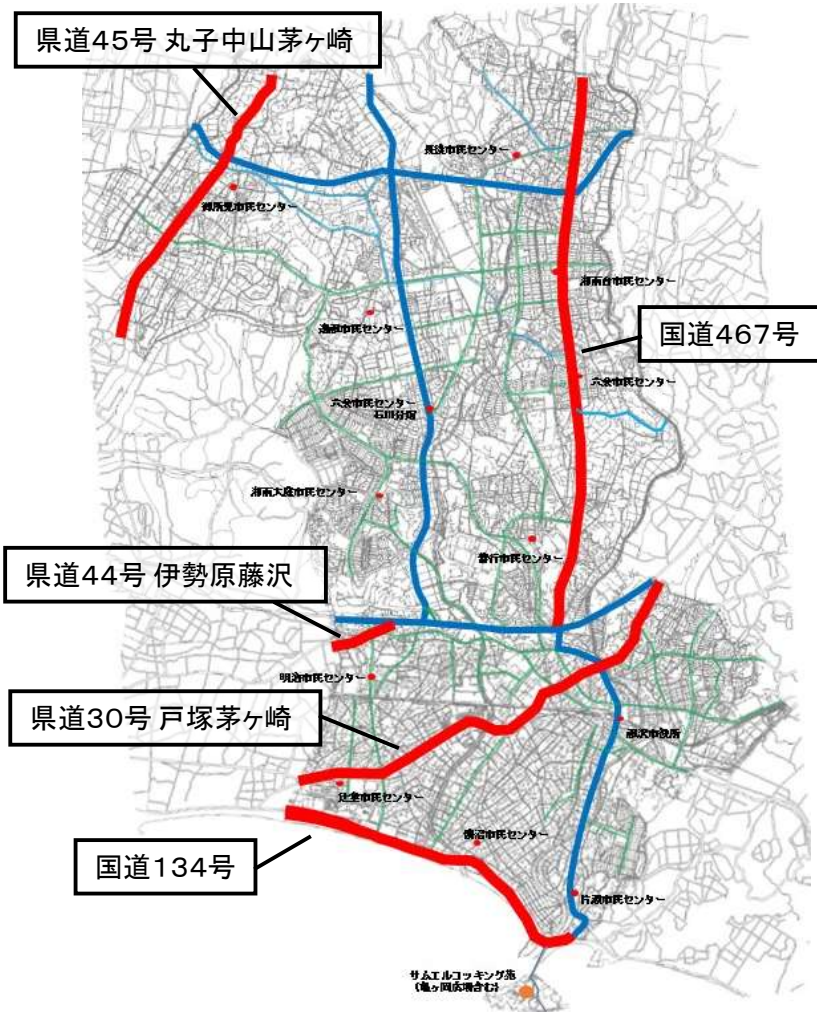 県道45号 丸子中山茅ヶ崎
長後市民センター
御所見市民センター
湘南台市民センター
遠藤市民センター
国道467号
六会市民センター
六会市民センター
石川分館
湘南大庭市民センター
善行市民センター
県道44号 伊勢原藤沢
明治市民センター
県道30号 戸塚茅ヶ崎
藤沢市役所
辻堂市民センター
鵠沼市民センター
国道134号
片瀬市民センター
サムエルコッキング苑
(亀ヶ岡広場含む)